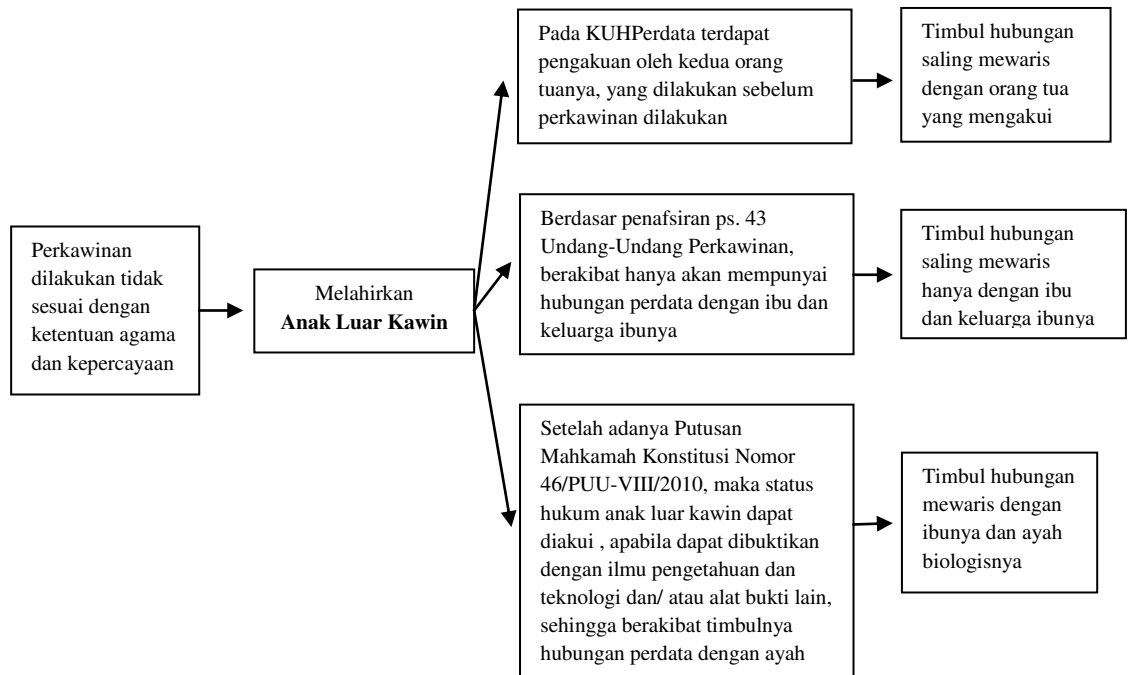 Perkawinan
dilakukan tidak
sesuai dengan
ketentuan agama
dan kepercayaan
Melahirkan
Anak Luar Kawin
Pada KUHPerdata terdapat
pengakuan oleh kedua orang
tuanya, yang dilakukan sebelum
perkawinan dilakukan
Timbul hubungan
saling mewaris
dengan orang tua
yang mengakui
Berdasar penafsiran ps. 43
Undang-Undang Perkawinan,
berakibat hanya akan mempunyai
hubungan perdata dengan ibu dan
keluarga ibunya
Timbul hubungan
saling mewaris
hanya dengan ibu
dan keluarga ibunya
Setelah adanya Putusan
Mahkamah Konstitusi Nomor
46/PUU-VIII/2010, maka status
hukum anak luar kawin dapat
diakui , apabila dapat dibuktikan
dengan ilmu pengetahuan dan
teknologi dan/ atau alat bukti lain,
sehingga berakibat timbulnya
hubungan perdata dengan ayah
Timbul hubungan
mewaris dengan
ibunya dan ayah
biologisnya